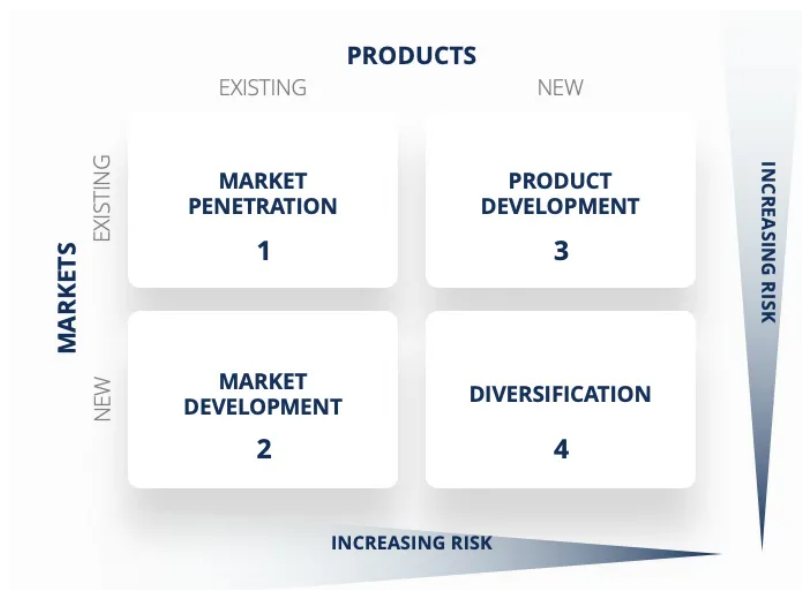 PRODUCTS
EXISTING
NEW
MARKETS
EXISTING
NEW
MARKET
PENETRATION
1
PRODUCT
DEVELOPMENT
3
MARKET
DEVELOPMENT
2
DIVERSIFICATION
4
INCREASING RISK
INCREASING RISK